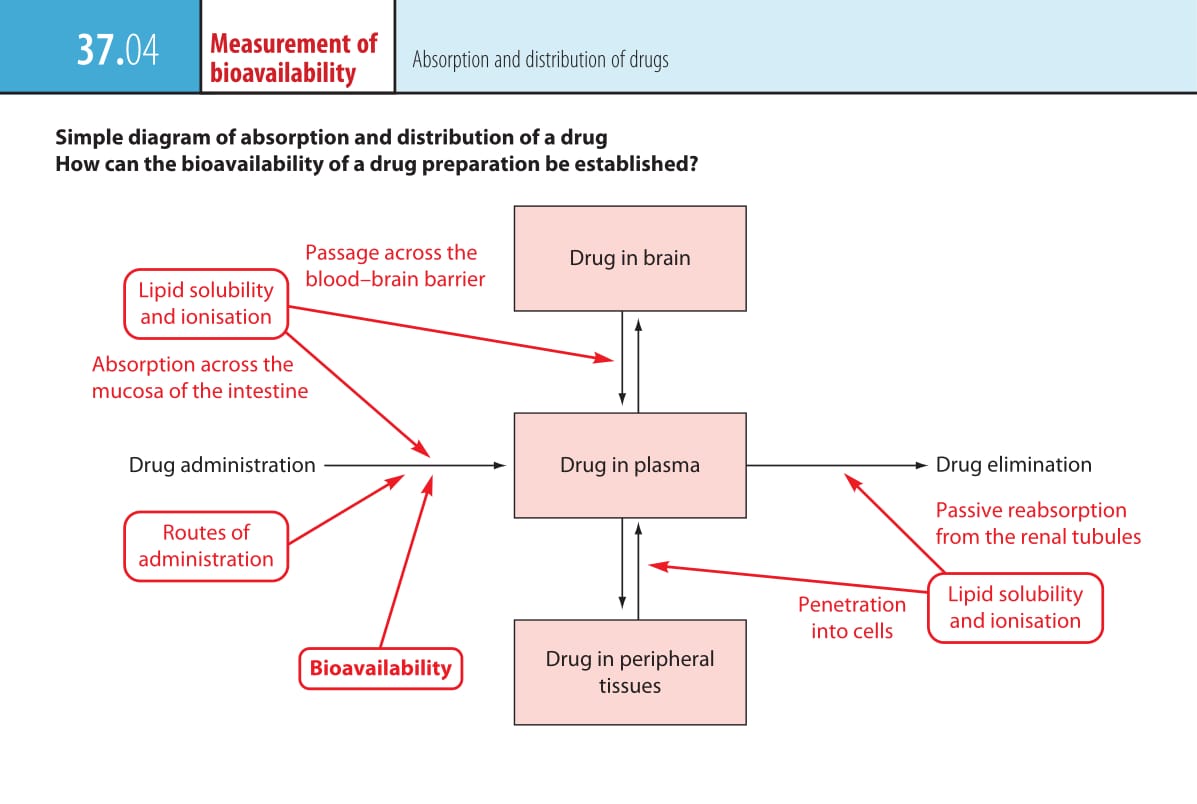 37.04
Measurement of
bioavailability
Absorption and distribution of drugs
Simple diagram of absorption and distribution of a drug
How can the bioavailability of a drug preparation be established?
Passage across the
blood–brain barrier
Drug in brain
Lipid solubility
and ionisation
Absorption across the
mucosa of the intestine
Drug administration
Drug in plasma
Drug elimination
Routes of
administration
Passive reabsorption
from the renal tubules
Penetration
into cells
Lipid solubility
and ionisation
Bioavailability
Drug in peripheral
tissues